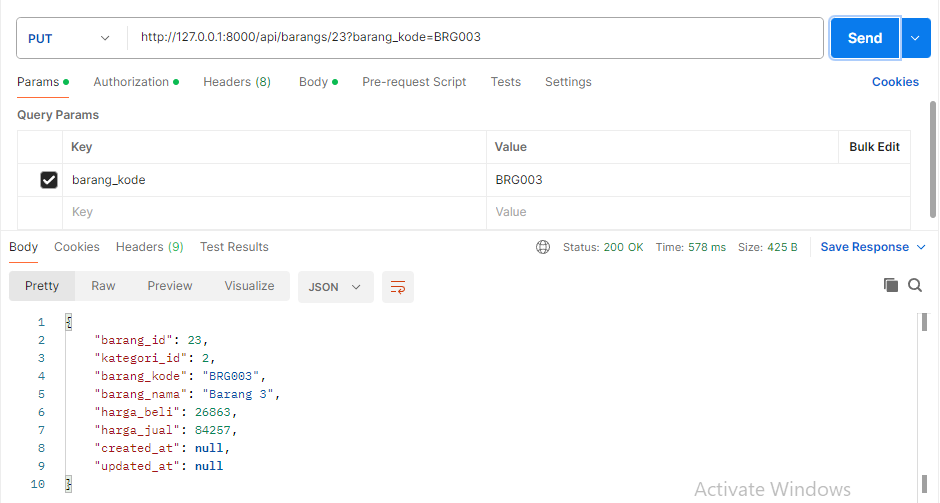 PUT http://127.0.0.1:8000/api/barangs/23?barang_kode=BRG003 Send
Params Authorization Headers (8) Body Pre-request Script Tests Settings Cookies
Query Params
Key Value Bulk Edit
barang_kode BRG003
Key Value
Body Cookies Headers (9) Test Results Status: 200 OK Time: 578 ms Size: 425 B Save Response
Pretty Raw Preview Visualize JSON
1 {
2 "barang_id": 23,
3 "kategori_id": 2,
4 "barang_kode": "BRG003",
5 "barang_nama": "Barang 3",
6 "harga_beli": 26863,
7 "harga_jual": 84257,
8 "created_at": null,
9 "updated_at": null
10 }
Activate Windows